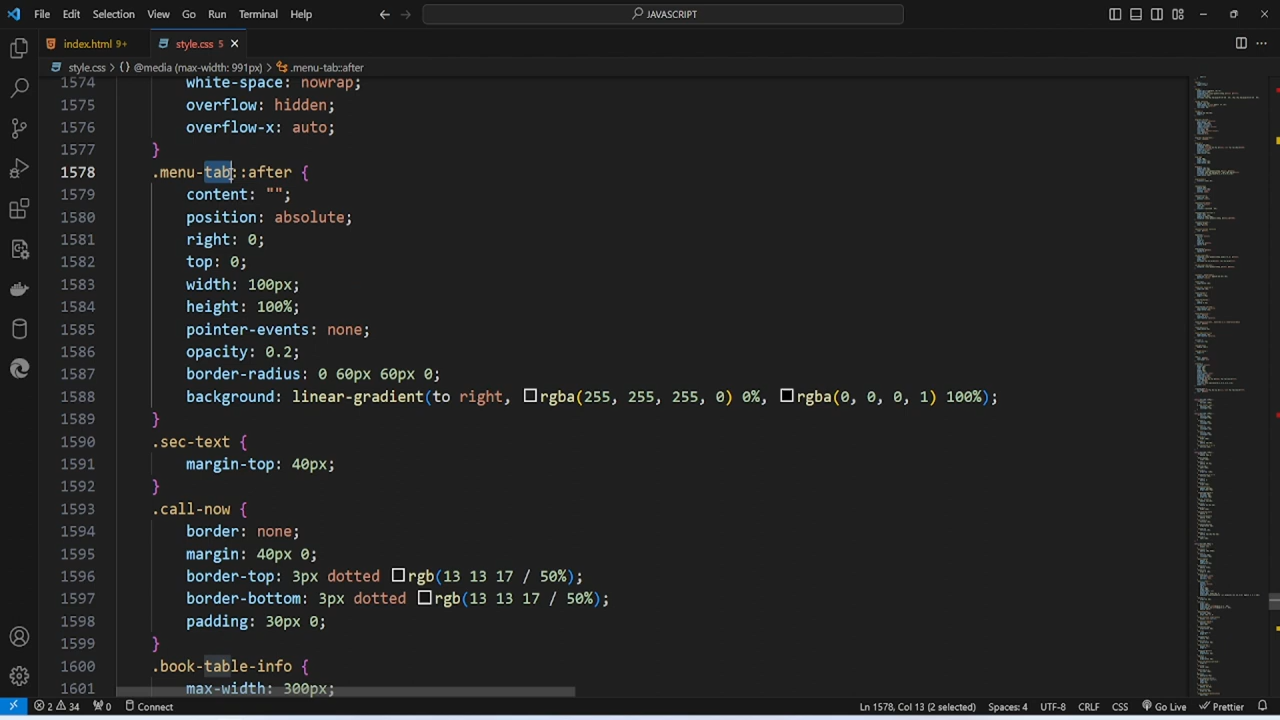 File Edit Selection View Go Run Terminal Help JAVASCRIPT
index.html 9+ style.css 5
style.css > {} @media (max-width: 991px) > .menu-tab::after
1574 white-space: nowrap;
1575 overflow: hidden;
1576 overflow-x: auto;
1577 }
1578 .menu-tab::after {
1579 content: "";
1580 position: absolute;
1581 right: 0;
1582 top: 0;
1583 width: 100px;
1584 height: 100%;
1585 pointer-events: none;
1586 opacity: 0.2;
1587 border-radius: 0 60px 60px 0;
1588 background: linear-gradient(to right, rgba(255, 255, 255, 0) 0%, rgba(0, 0, 0, 1) 100%);
1589 }
1590 .sec-text {
1591 margin-top: 40px;
1592 }
1593 .call-now {
1594 border: none;
1595 margin: 40px 0;
1596 border-top: 3px dotted rgb(13 13 17 / 50%);
1597 border-bottom: 3px dotted rgb(13 13 17 / 50%);
1598 padding: 30px 0;
1599 }
1600 .book-table-info {
1601 max-width: 300px;
2 34 0 Connect Ln 1578, Col 13 (2 selected) Spaces: 4 UTF-8 CRLF CSS Go Live Prettier